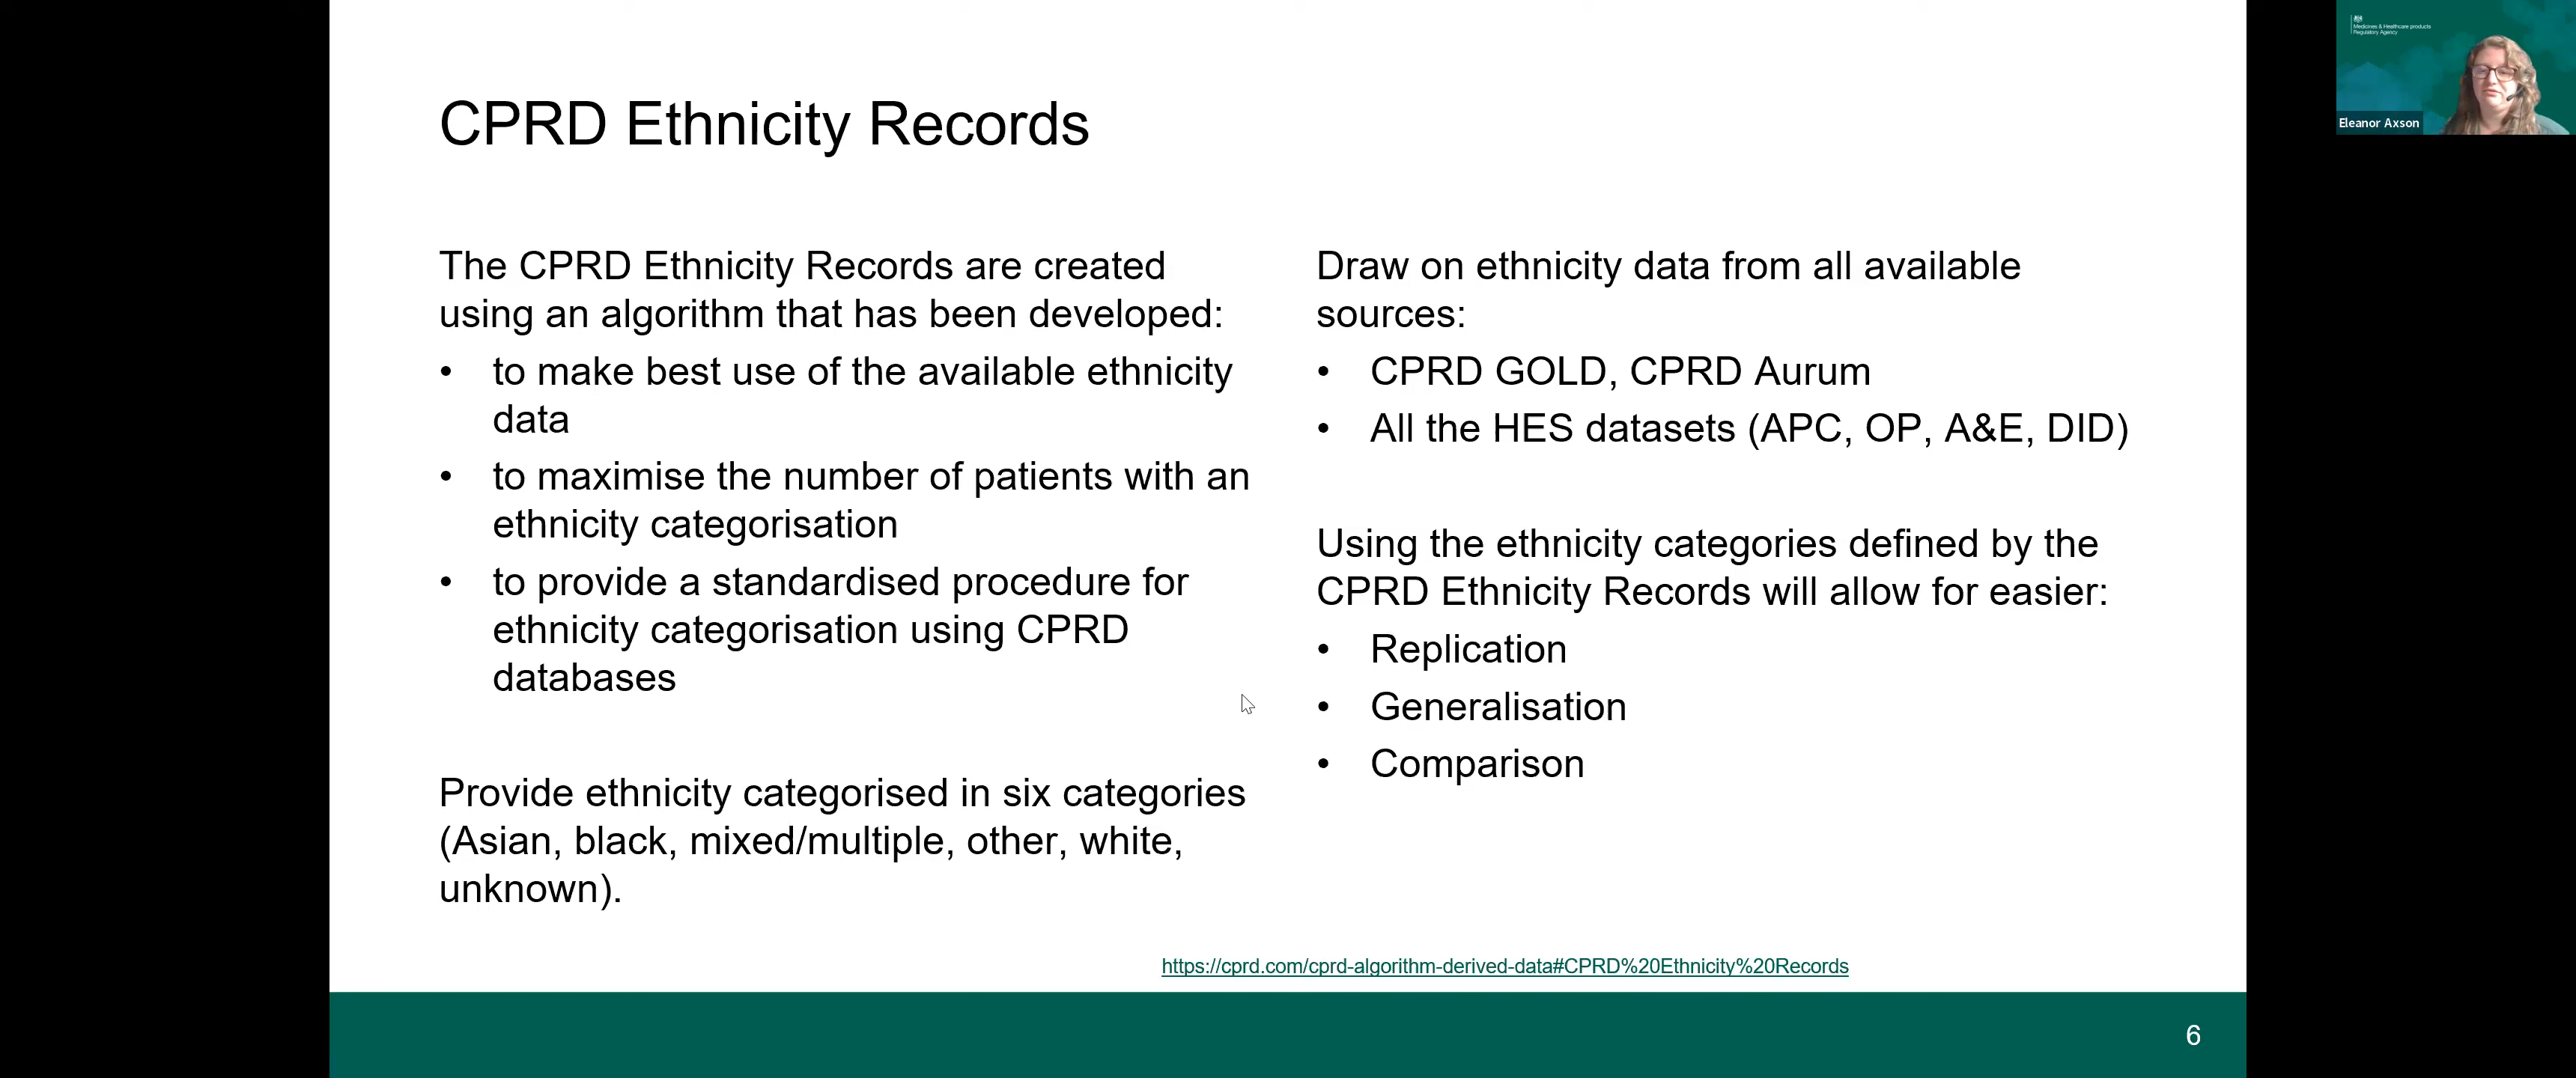 CPRD Ethnicity Records
The CPRD Ethnicity Records are created
using an algorithm that has been developed:
• to make best use of the available ethnicity
data
• to maximise the number of patients with an
ethnicity categorisation
• to provide a standardised procedure for
ethnicity categorisation using CPRD
databases
Provide ethnicity categorised in six categories
(Asian, black, mixed/multiple, other, white,
unknown).
Draw on ethnicity data from all available
sources:
• CPRD GOLD, CPRD Aurum
• All the HES datasets (APC, OP, A&E, DID)
Using the ethnicity categories defined by the
CPRD Ethnicity Records will allow for easier:
• Replication
• Generalisation
• Comparison
https://cprd.com/cprd-algorithm-derived-data#CPRD%20Ethnicity%20Records
6
Medicines & Healthcare products
Regulatory Agency
Eleanor Axson